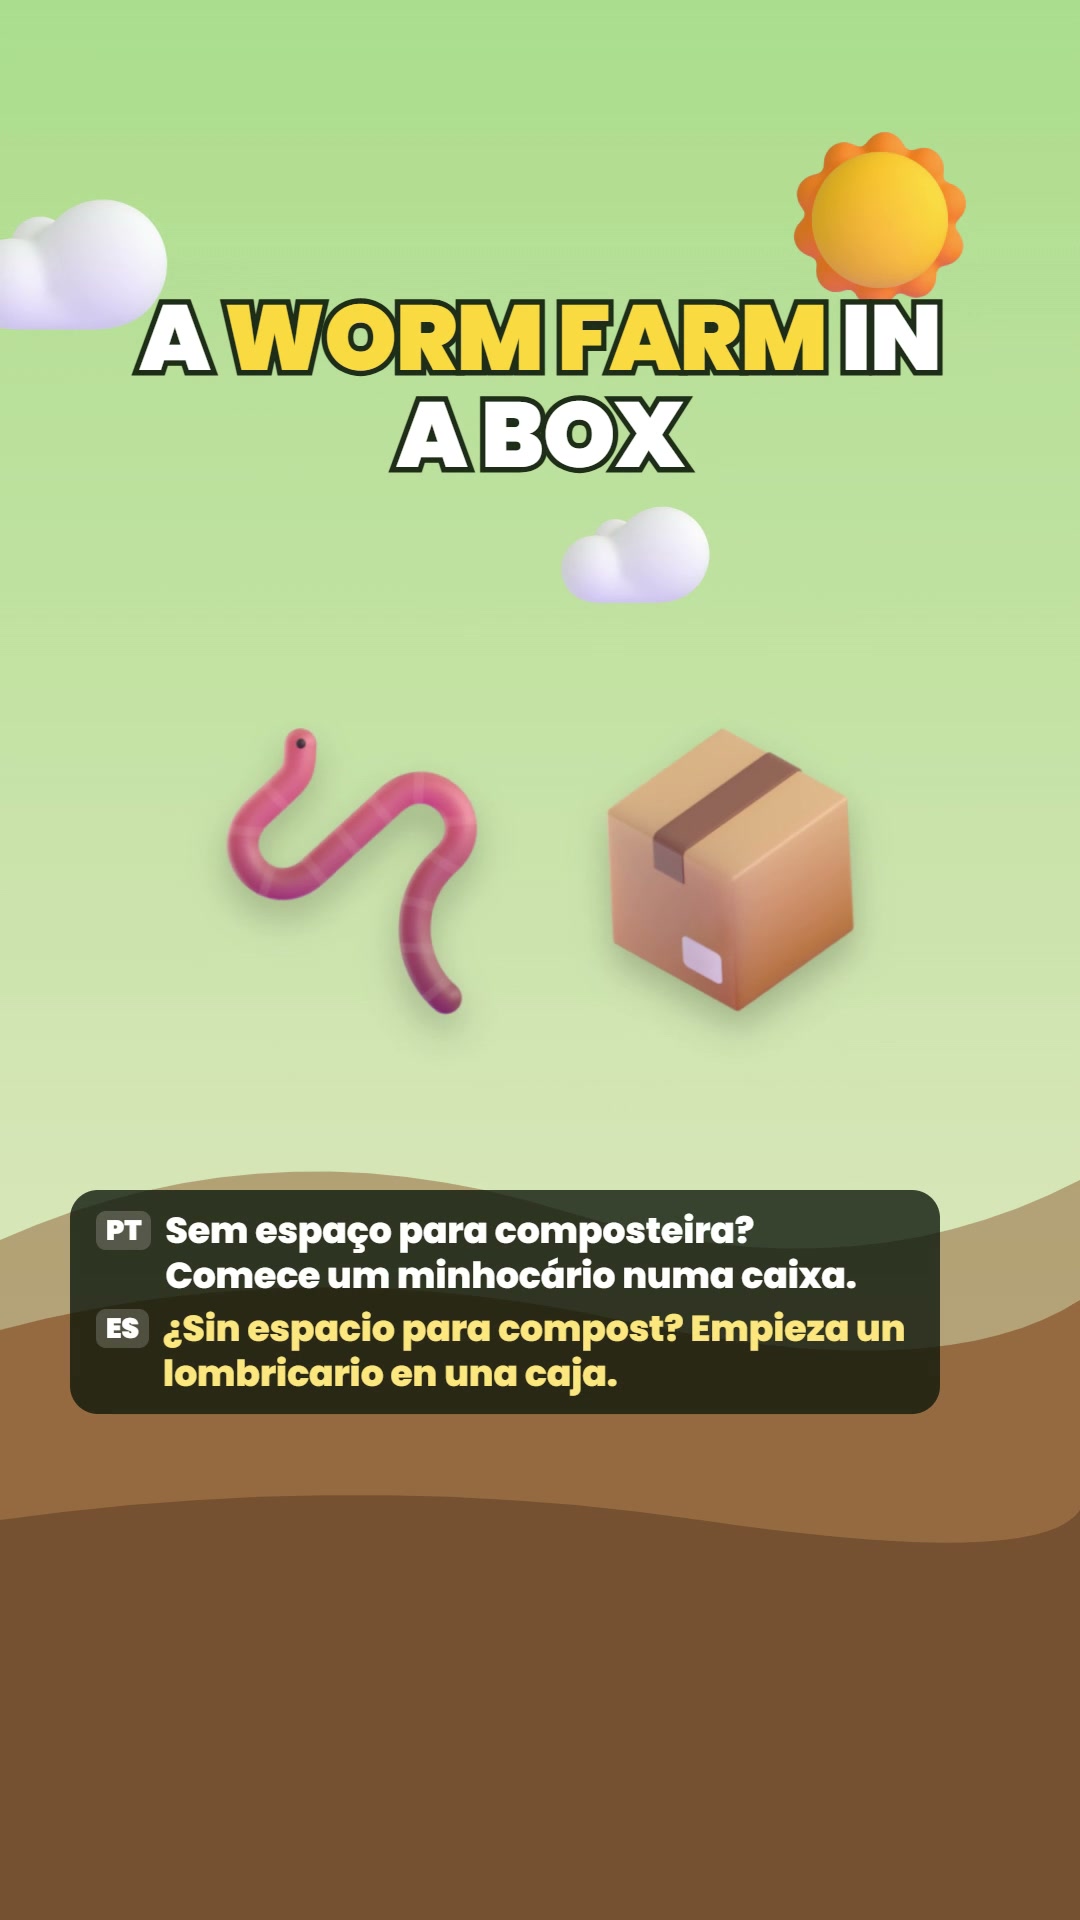 A WORM FARM IN
A BOX
PT Sem espaço para composteira?
Comece um minhocário numa caixa.
ES ¿Sin espacio para compost? Empieza un
lombricario en una caja.